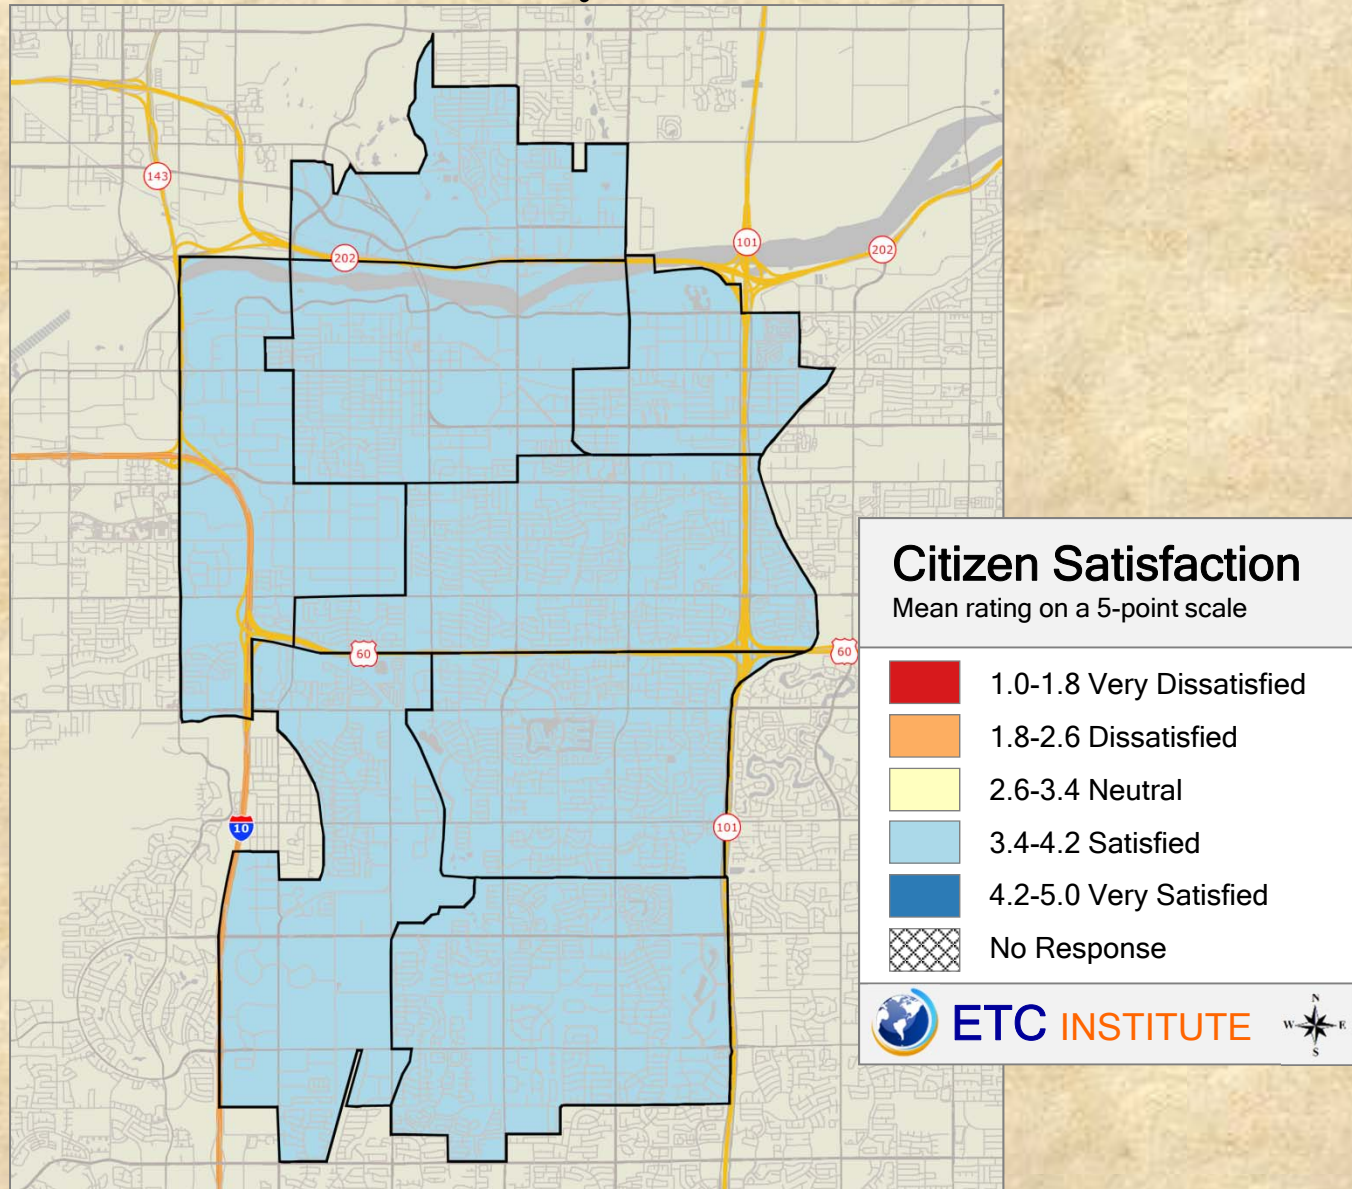 143
202
101
202
60
60
10
101
Citizen Satisfaction
Mean rating on a 5-point scale
1.0-1.8 Very Dissatisfied
1.8-2.6 Dissatisfied
2.6-3.4 Neutral
3.4-4.2 Satisfied
4.2-5.0 Very Satisfied
No Response
ETC INSTITUTE
N
W E
S